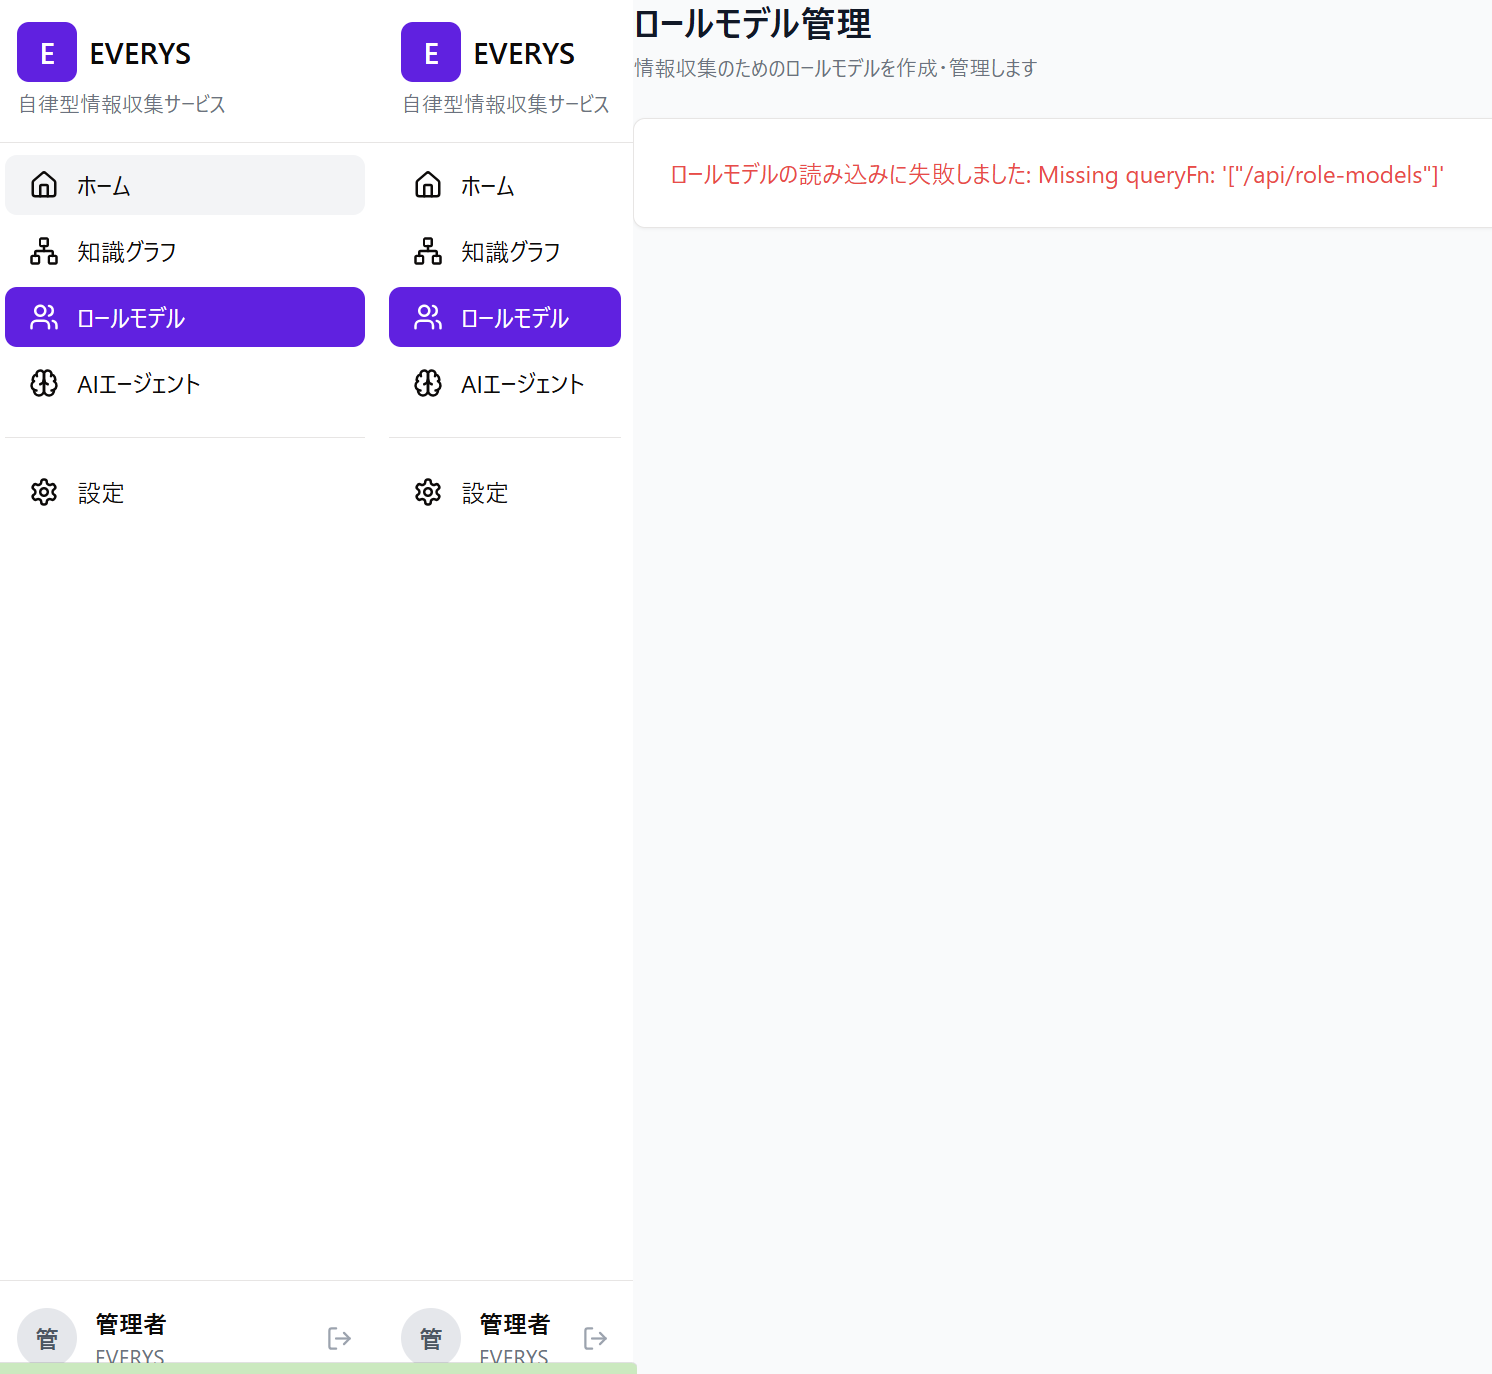 E EVERYS
自律型情報収集サービス
ホーム
知識グラフ
ロールモデル
AIエージェント
設定
管 管理者
EVERYS
E EVERYS
自律型情報収集サービス
ホーム
知識グラフ
ロールモデル
AIエージェント
設定
管 管理者
EVERYS
ロールモデル管理
情報収集のためのロールモデルを作成・管理します
ロールモデルの読み込みに失敗しました: Missing queryFn: '["/api/role-models"]'